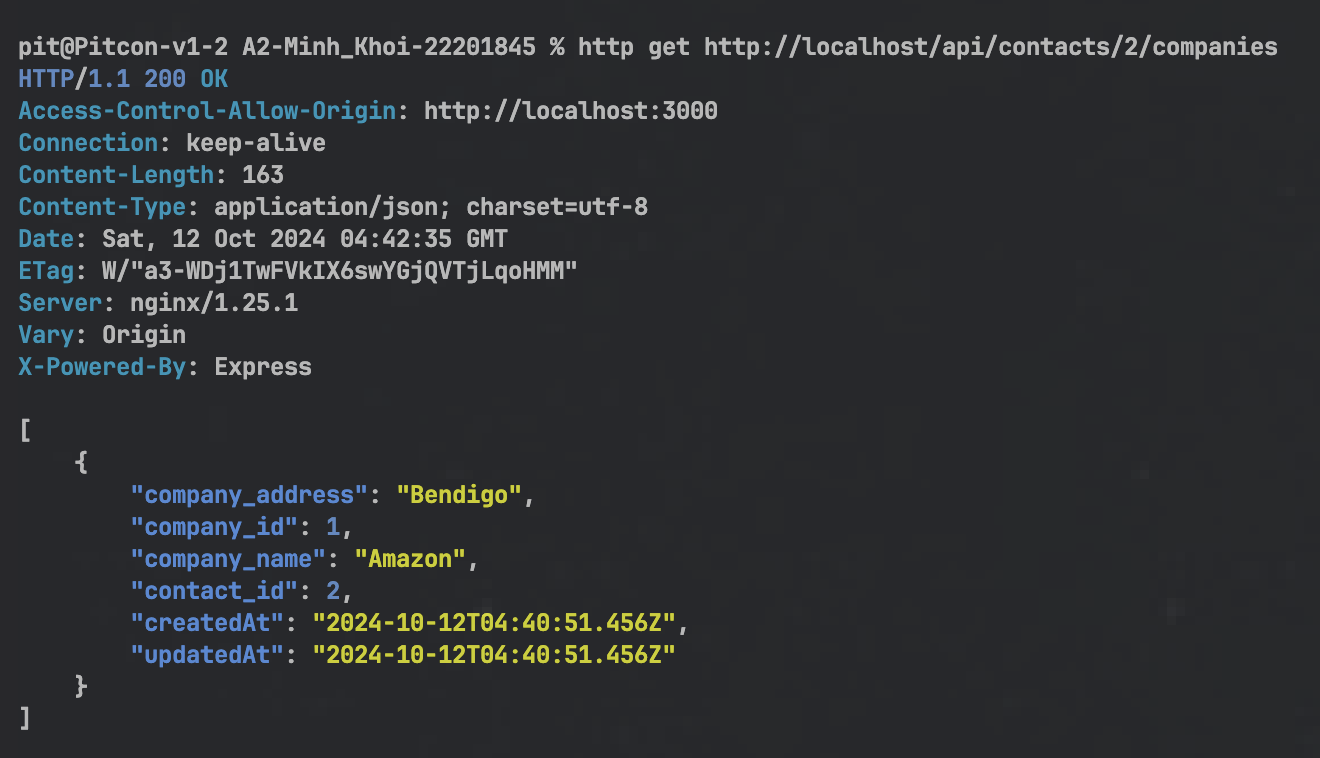 pit@Pitcon-v1-2 A2-Minh_Khoi-22201845 % http get http://localhost/api/contacts/2/companies
HTTP/1.1 200 OK
Access-Control-Allow-Origin: http://localhost:3000
Connection: keep-alive
Content-Length: 163
Content-Type: application/json; charset=utf-8
Date: Sat, 12 Oct 2024 04:42:35 GMT
ETag: W/"a3-WDj1TwFVkIX6swYGjQVTjLqoHMM"
Server: nginx/1.25.1
Vary: Origin
X-Powered-By: Express

[
    {
        "company_address": "Bendigo",
        "company_id": 1,
        "company_name": "Amazon",
        "contact_id": 2,
        "createdAt": "2024-10-12T04:40:51.456Z",
        "updatedAt": "2024-10-12T04:40:51.456Z"
    }
]